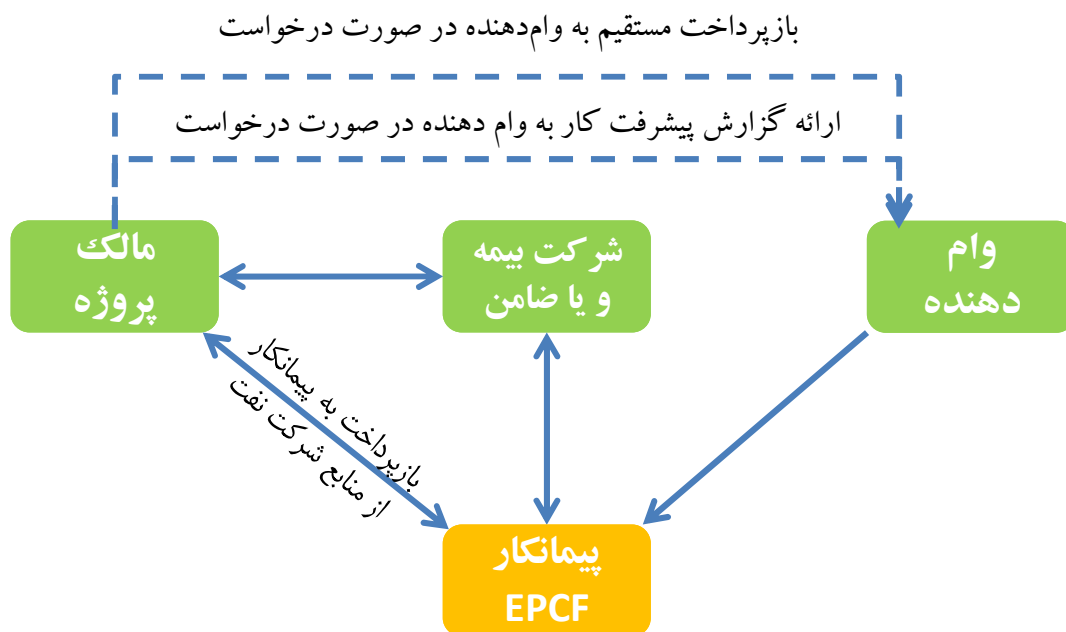 بازپرداخت مستقیم به وام‌دهنده در صورت درخواست
ارائه گزارش پیشرفت کار به وام دهنده در صورت درخواست
وام
دهنده
شرکت بیمه
و یا ضامن
مالک
پروژه
بازپرداخت به پیمانکار
از منابع شرکت نفت
پیمانکار
EPCF